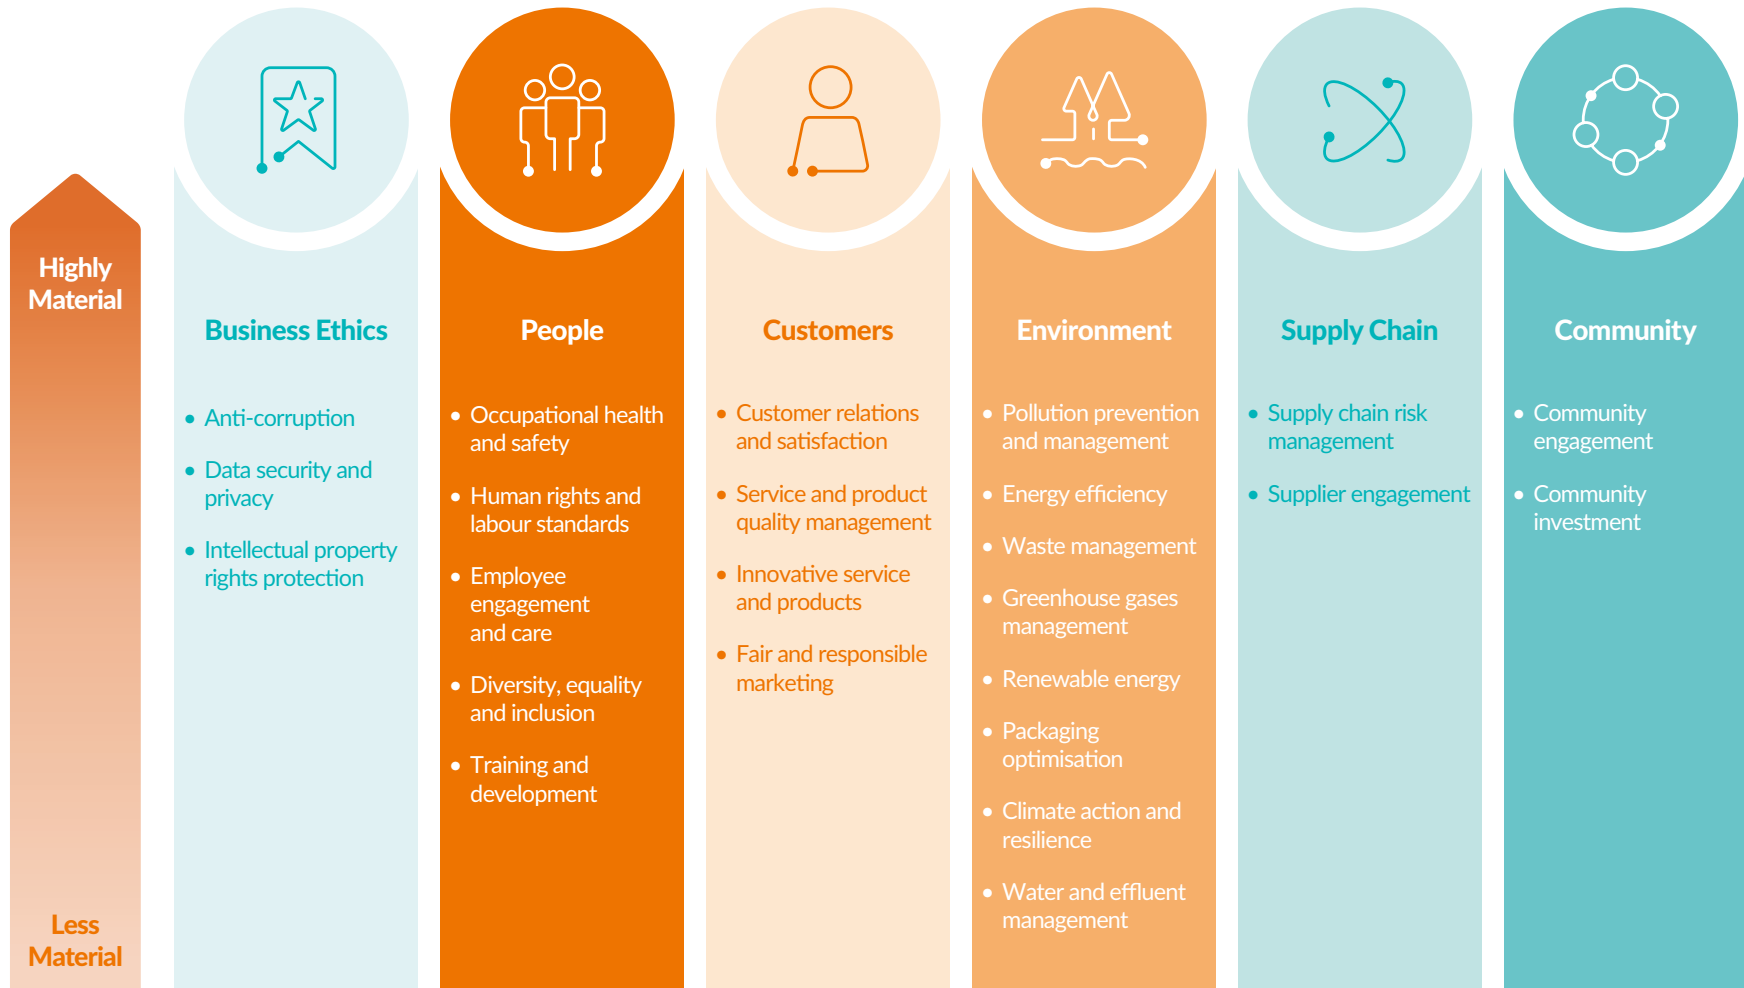 Highly
Material
Less
Material
Business Ethics
• Anti-corruption
• Data security and
privacy
• Intellectual property
rights protection
People
• Occupational health
and safety
• Human rights and
labour standards
• Employee
engagement
and care
• Diversity, equality
and inclusion
• Training and
development
Customers
• Customer relations
and satisfaction
• Service and product
quality management
• Innovative service
and products
• Fair and responsible
marketing
Environment
• Pollution prevention
and management
• Energy efficiency
• Waste management
• Greenhouse gases
management
• Renewable energy
• Packaging
optimisation
• Climate action and
resilience
• Water and effluent
management
Supply Chain
• Supply chain risk
management
• Supplier engagement
Community
• Community
engagement
• Community
investment